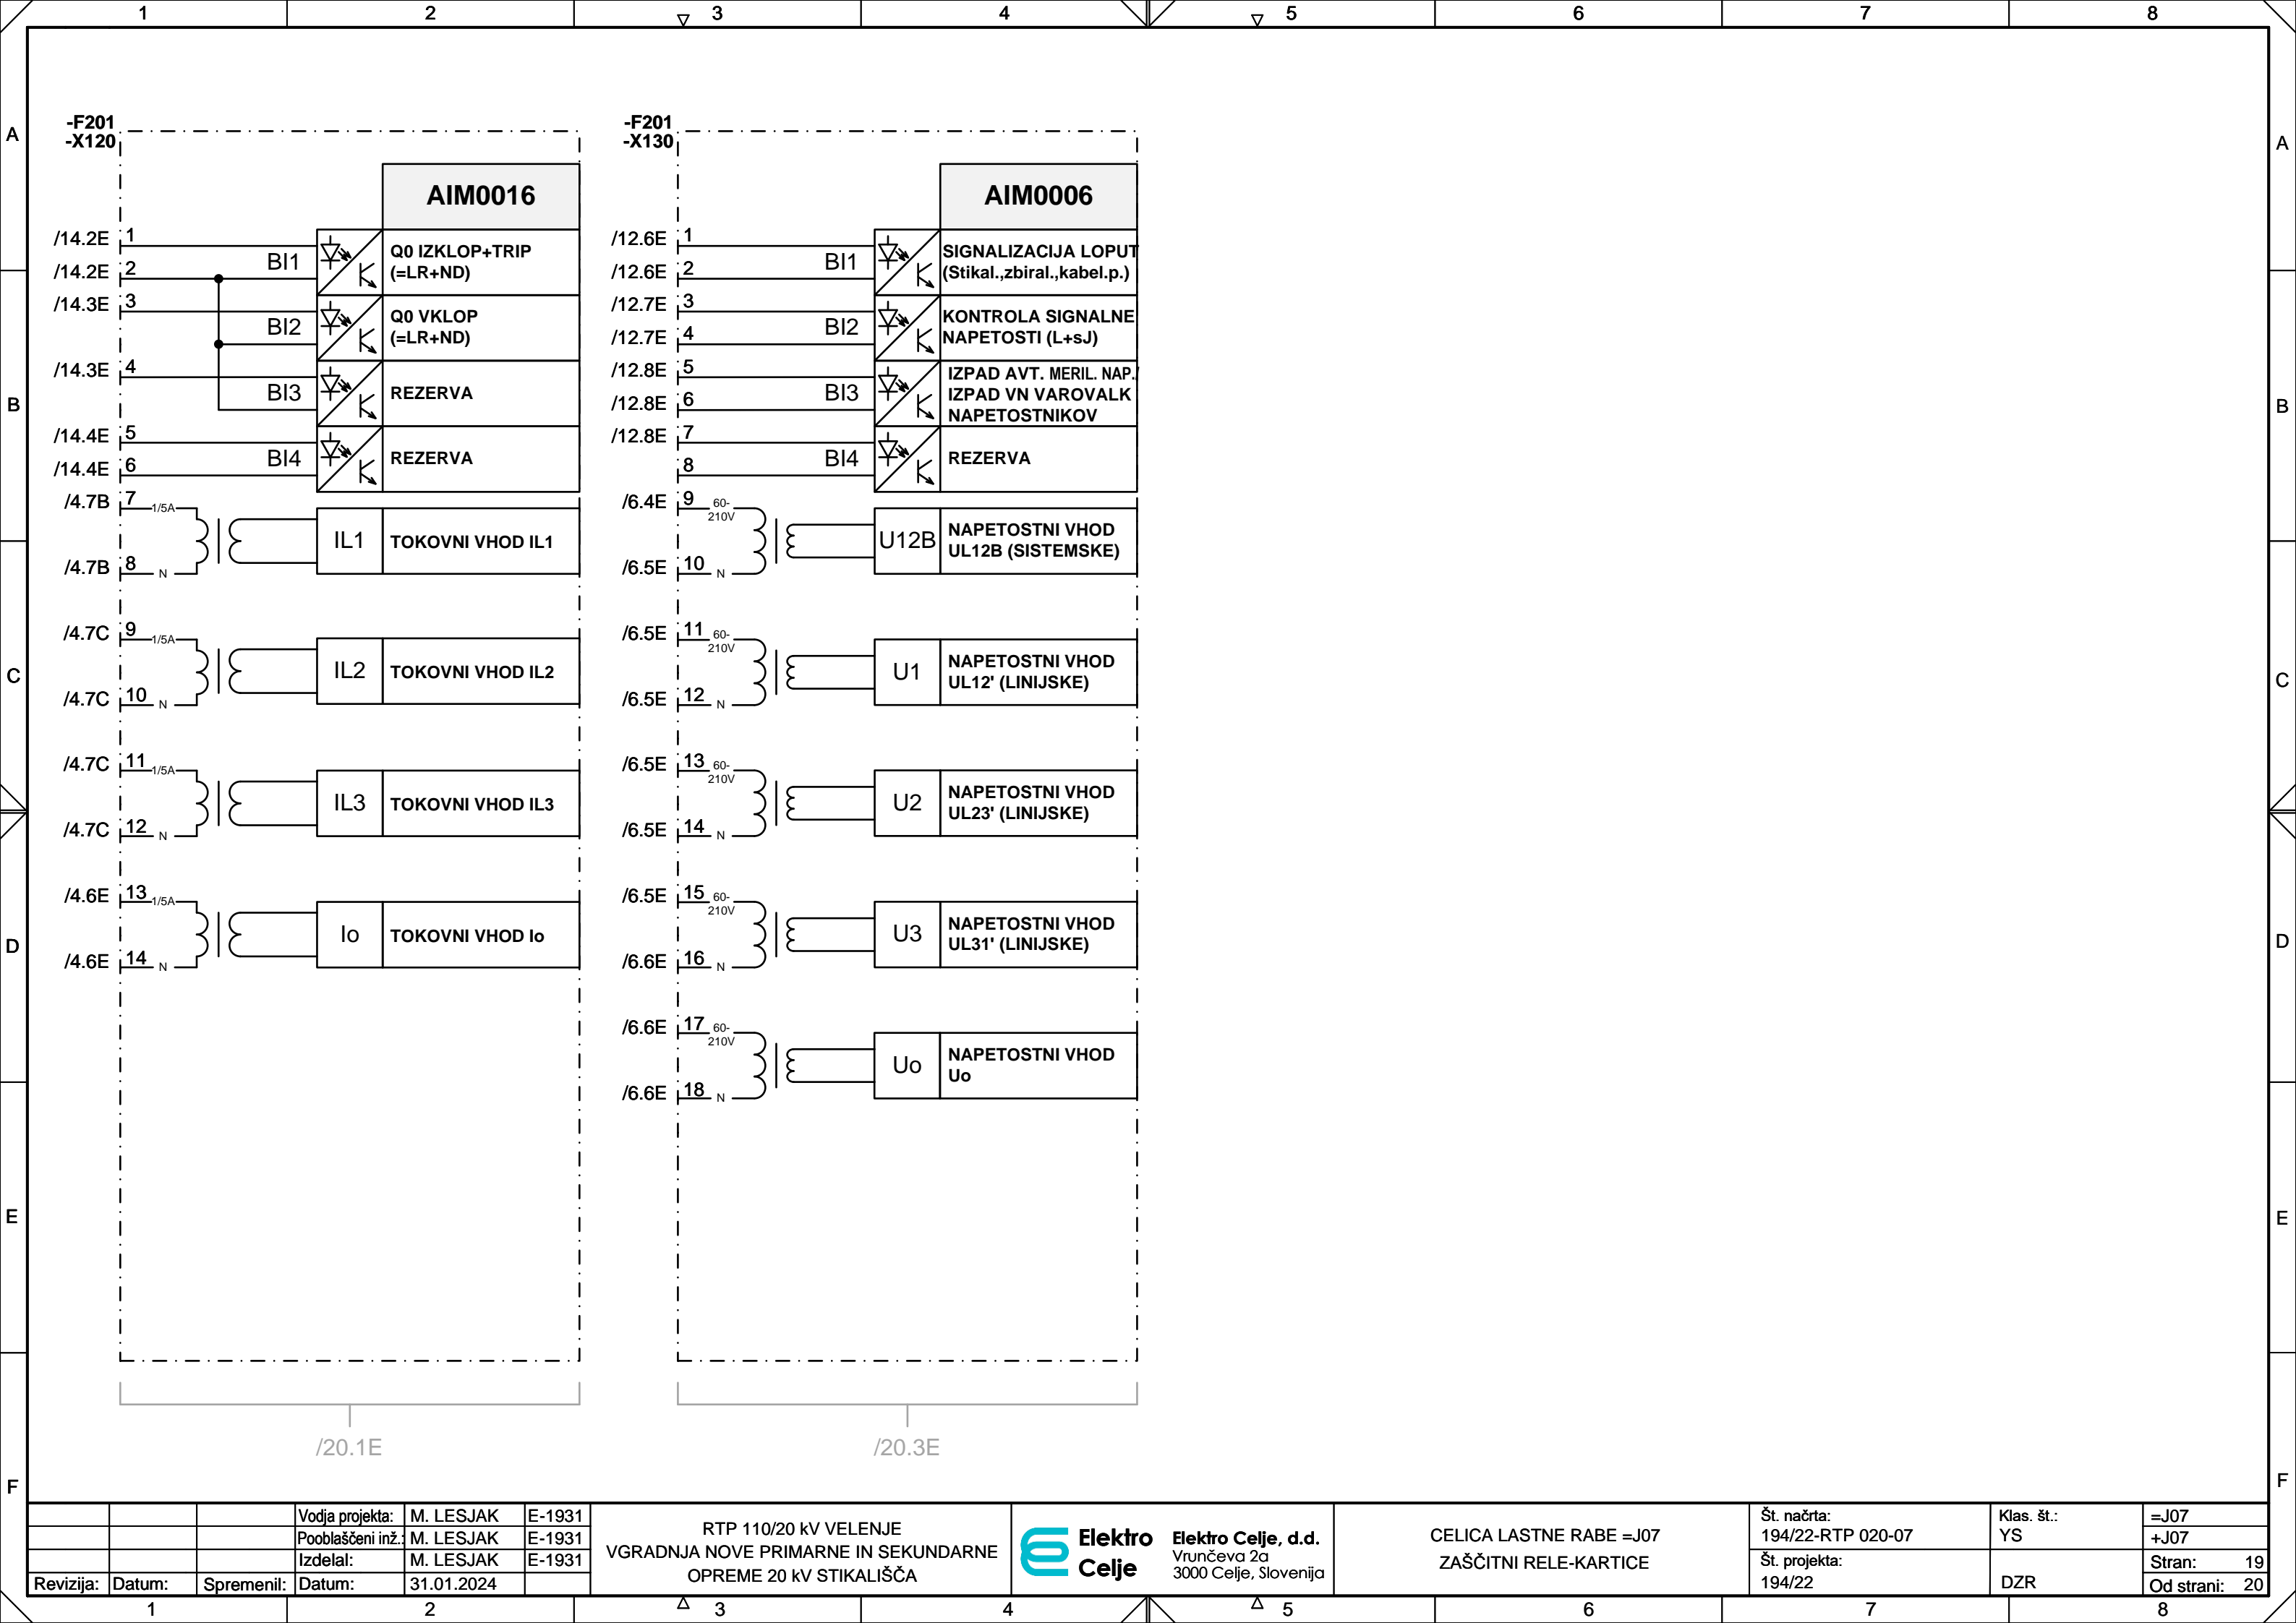 1 2 3 4 5 6 7 8
A
B
C
D
E
F
A
B
C
D
E
F
-F201
-X120
AIM0016
/14.2E 1
/14.2E 2
BI1
Q0 IZKLOP+TRIP
(=LR+ND)
/14.3E 3
BI2
Q0 VKLOP
(=LR+ND)
/14.3E 4
BI3
REZERVA
/14.4E 5
/14.4E 6
BI4
REZERVA
/4.7B 7 1/5A
IL1
TOKOVNI VHOD IL1
/4.7B 8 N
/4.7C 9 1/5A
IL2
TOKOVNI VHOD IL2
/4.7C 10 N
/4.7C 11 1/5A
IL3
TOKOVNI VHOD IL3
/4.7C 12 N
/4.6E 13 1/5A
Io
TOKOVNI VHOD Io
/4.6E 14 N
/20.1E
-F201
-X130
AIM0006
/12.6E 1
/12.6E 2
BI1
SIGNALIZACIJA LOPUT
(Stikal.,zbiral.,kabel.p.)
/12.7E 3
/12.7E 4
BI2
KONTROLA SIGNALNE
NAPETOSTI (L+sJ)
/12.8E 5
/12.8E 6
BI3
IZPAD AVT. MERIL. NAP./
IZPAD VN VAROVALK
NAPETOSTNIKOV
/12.8E 7
8
BI4
REZERVA
/6.4E 9 60-
210V
U12B
NAPETOSTNI VHOD
UL12B (SISTEMSKE)
/6.5E 10 N
/6.5E 11 60-
210V
U1
NAPETOSTNI VHOD
UL12' (LINIJSKE)
/6.5E 12 N
/6.5E 13 60-
210V
U2
NAPETOSTNI VHOD
UL23' (LINIJSKE)
/6.5E 14 N
/6.5E 15 60-
210V
U3
NAPETOSTNI VHOD
UL31' (LINIJSKE)
/6.6E 16 N
/6.6E 17 60-
210V
Uo
NAPETOSTNI VHOD
Uo
/6.6E 18 N
/20.3E
Vodja projekta: M. LESJAK E-1931
Pooblaščeni inž.: M. LESJAK E-1931
Izdelal: M. LESJAK E-1931
Revizija: Datum: Spremenil: Datum: 31.01.2024
RTP 110/20 kV VELENJE
VGRADNJA NOVE PRIMARNE IN SEKUNDARNE
OPREME 20 kV STIKALIŠČA
Elektro
Celje
Elektro Celje, d.d.
Vrunčeva 2a
3000 Celje, Slovenija
CELICA LASTNE RABE =J07
ZAŠČITNI RELE-KARTICE
Št. načrta:
194/22-RTP 020-07
Št. projekta:
194/22
Klas. št.:
YS
DZR
=J07
+J07
Stran: 19
Od strani: 20
1 2 3 4 5 6 7 8